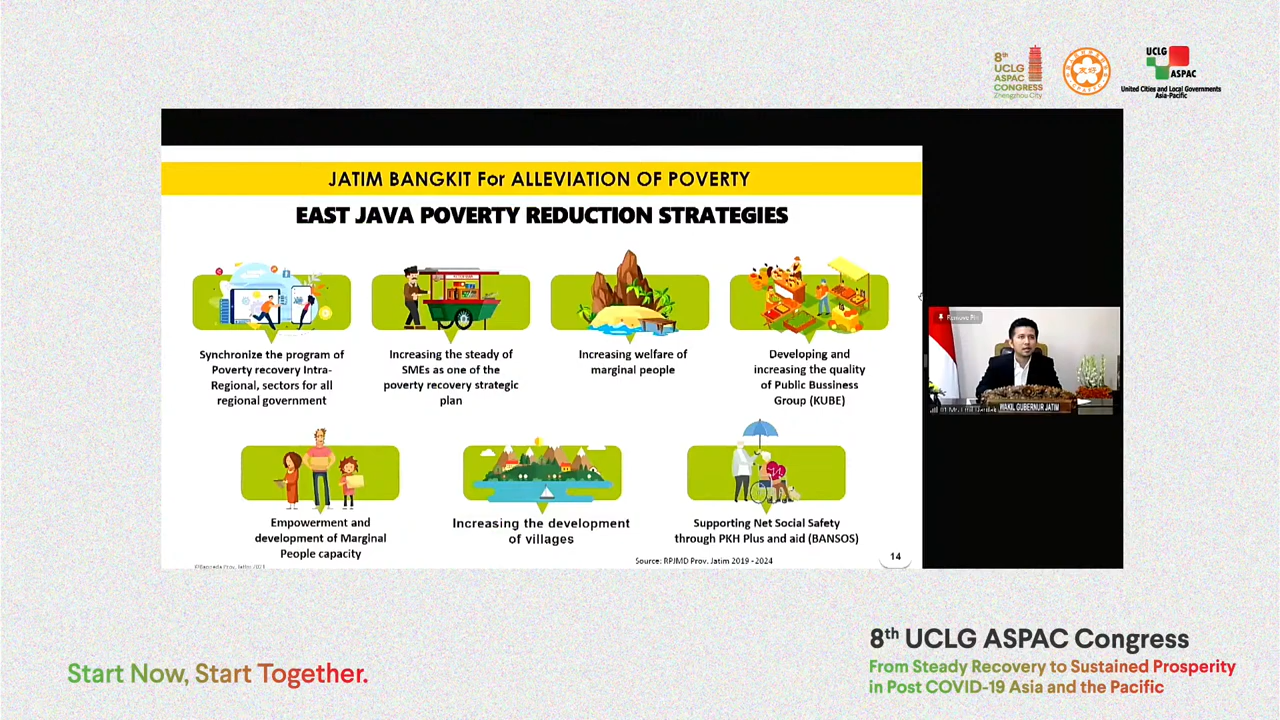 8th
UCLG
ASPAC
CONGRESS
Zhengzhou City
UCLG
ASPAC
United Cities and Local Governments
Asia-Pacific
JATIM BANGKIT For ALLEVIATION OF POVERTY
EAST JAVA POVERTY REDUCTION STRATEGIES
Synchronize the program of
Poverty recovery Intra-
Regional, sectors for all
regional government
Increasing the steady of
SMEs as one of the
poverty recovery strategic
plan
Increasing welfare of
marginal people
Developing and
increasing the quality
of Public Bussiness
Group (KUBE)
Remove Pin
WAKIL GUBERNUR JATIM
Empowerment and
development of Marginal
People capacity
Increasing the development
of villages
Supporting Net Social Safety
through PKH Plus and aid (BANSOS)
Source: RPJMD Prov. Jatim 2019 - 2024
14
Start Now, Start Together.
8th UCLG ASPAC Congress
From Steady Recovery to Sustained Prosperity
in Post COVID-19 Asia and the Pacific